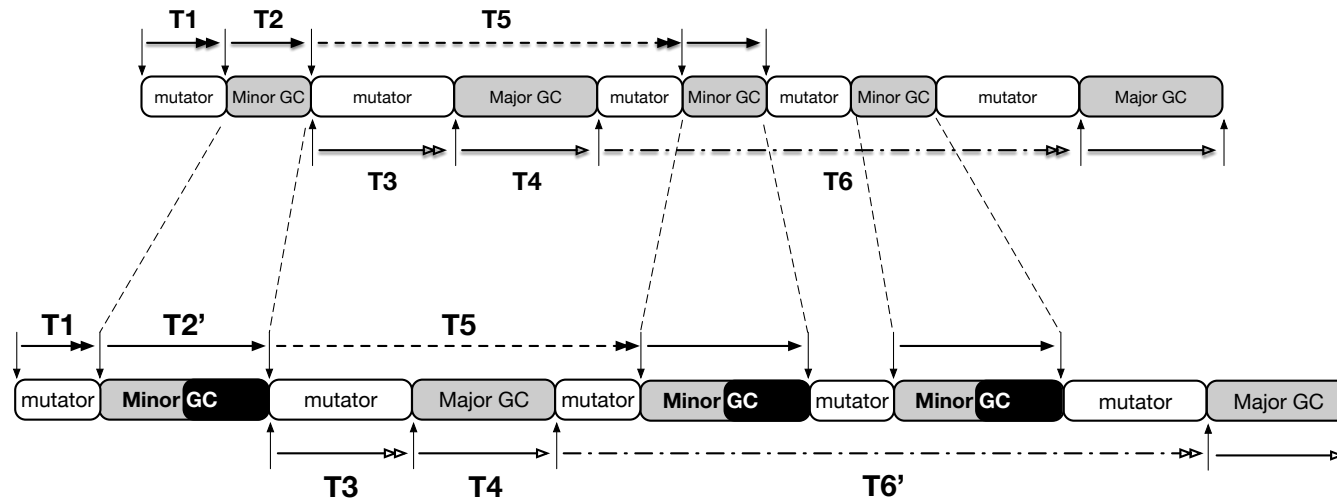 T1 T2 T5
mutator Minor GC mutator Major GC mutator Minor GC mutator Minor GC mutator Major GC
T3 T4 T6
T1 T2' T5
mutator Minor GC mutator Major GC mutator Minor GC mutator Minor GC mutator Major GC
T3 T4 T6'